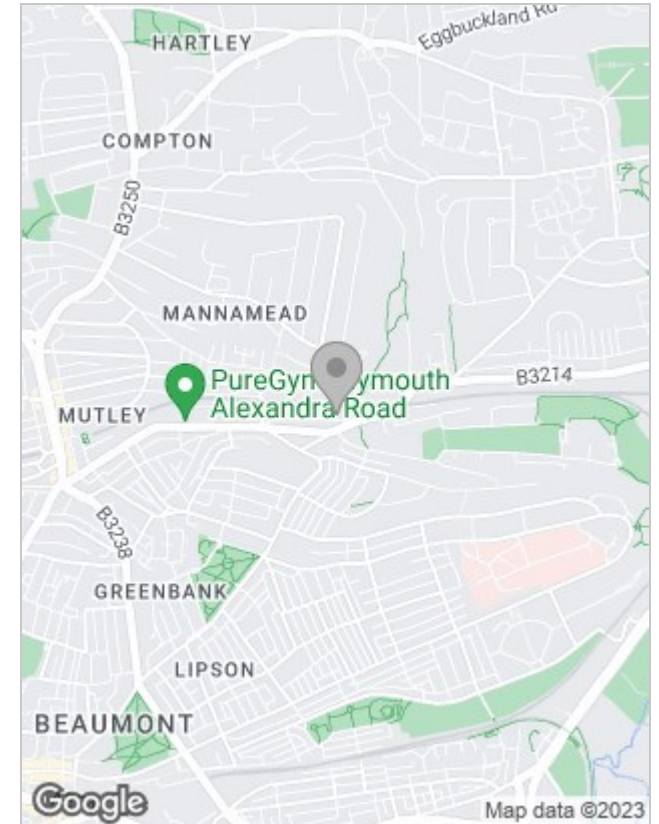 HARTLEY
Eggbuckland Rd
COMPTON
B3250
MANNAMEAD
PureGym Plymouth
Alexandra Road
B3214
MUTLEY
B3238
GREENBANK
LIPSON
BEAUMONT
Google
Map data ©2023